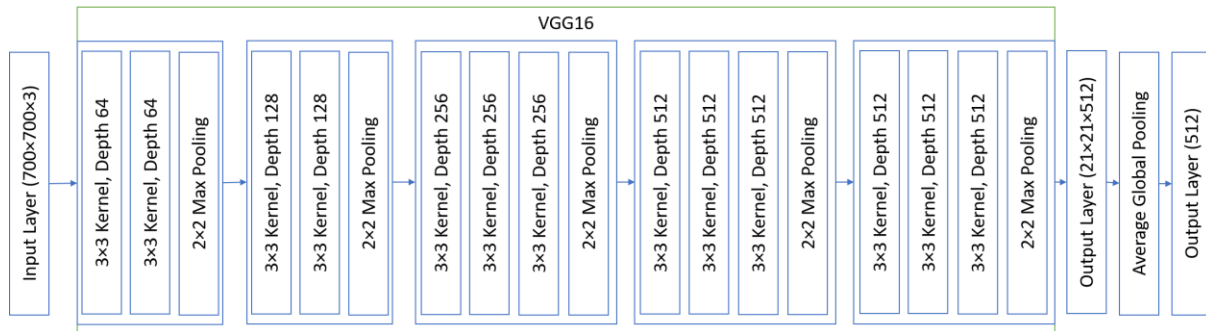 VGG16
Input Layer (700×700×3)
3×3 Kernel, Depth 64
3×3 Kernel, Depth 64
2×2 Max Pooling
3×3 Kernel, Depth 128
3×3 Kernel, Depth 128
2×2 Max Pooling
3×3 Kernel, Depth 256
3×3 Kernel, Depth 256
3×3 Kernel, Depth 256
2×2 Max Pooling
3×3 Kernel, Depth 512
3×3 Kernel, Depth 512
3×3 Kernel, Depth 512
2×2 Max Pooling
3×3 Kernel, Depth 512
3×3 Kernel, Depth 512
3×3 Kernel, Depth 512
2×2 Max Pooling
Output Layer (21×21×512)
Average Global Pooling
Output Layer (512)